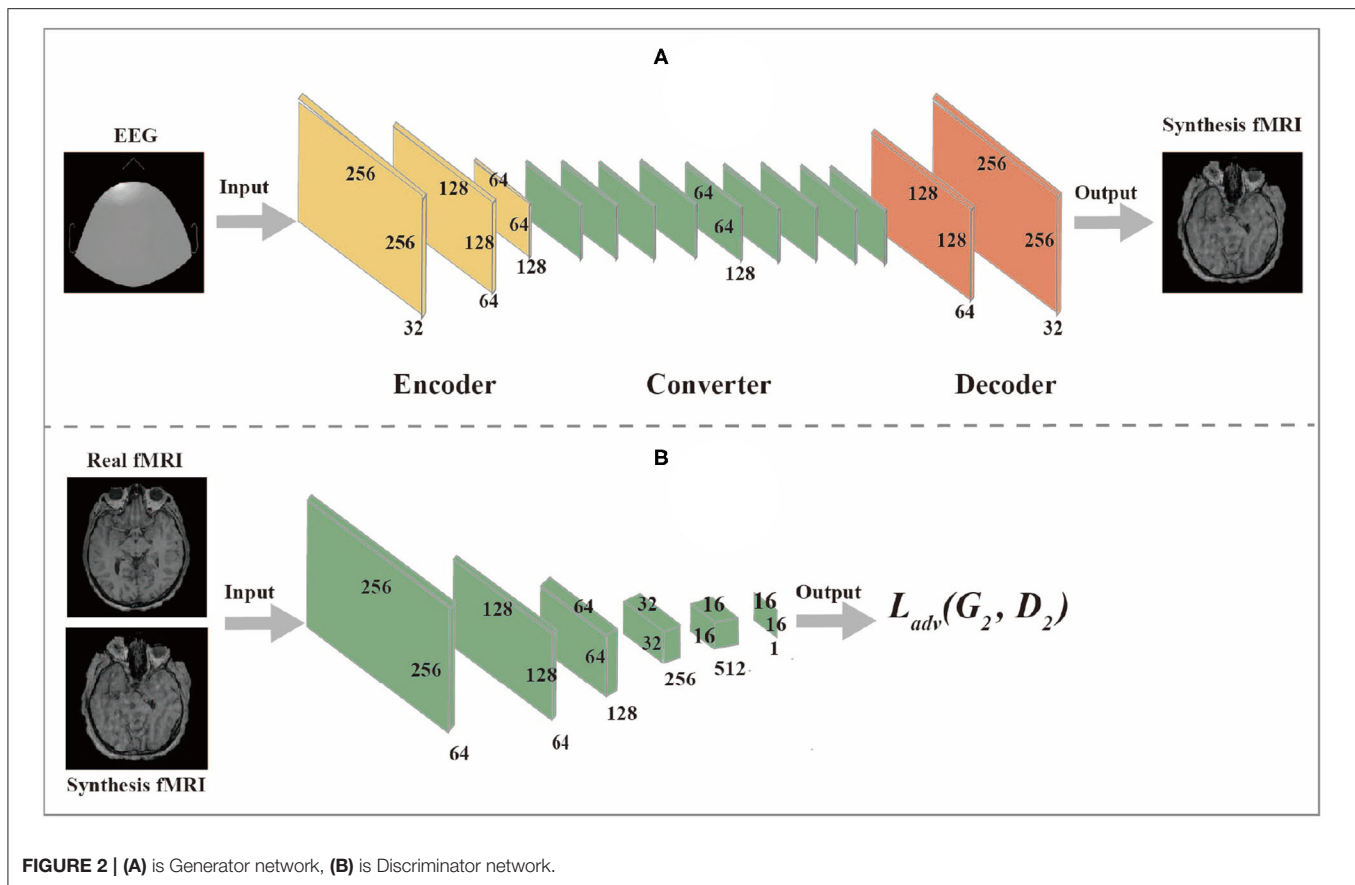 A
EEG
Input
256
256
32
128
128
64
64
64
128
64
64
128
128
128
64
256
256
32
Output
Synthesis fMRI
Encoder
Converter
Decoder
B
Real fMRI
Synthesis fMRI
Input
256
256
64
128
128
64
64
64
128
32
32
256
16
16
512
16
16
1
Output
L_adv(G_2, D_2)
FIGURE 2 | (A) is Generator network, (B) is Discriminator network.